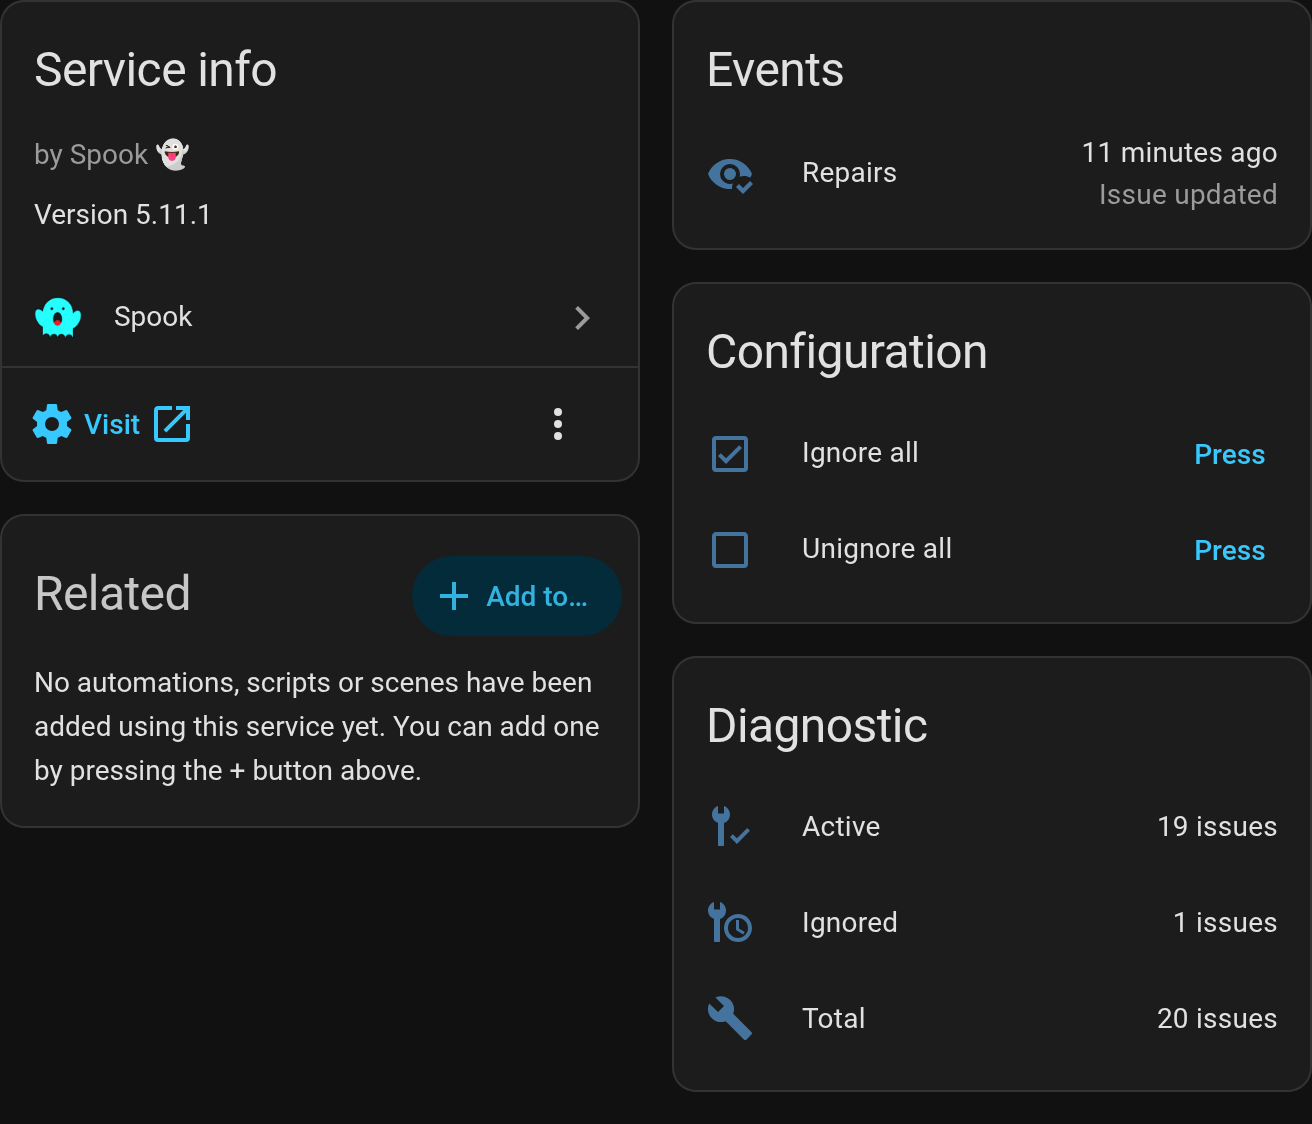 Service info
by Spook 👻
Version 5.11.1
Spook
Visit
Related
Add to...
No automations, scripts or scenes have been
added using this service yet. You can add one
by pressing the + button above.
Events
Repairs
11 minutes ago
Issue updated
Configuration
Ignore all
Press
Unignore all
Press
Diagnostic
Active
19 issues
Ignored
1 issues
Total
20 issues